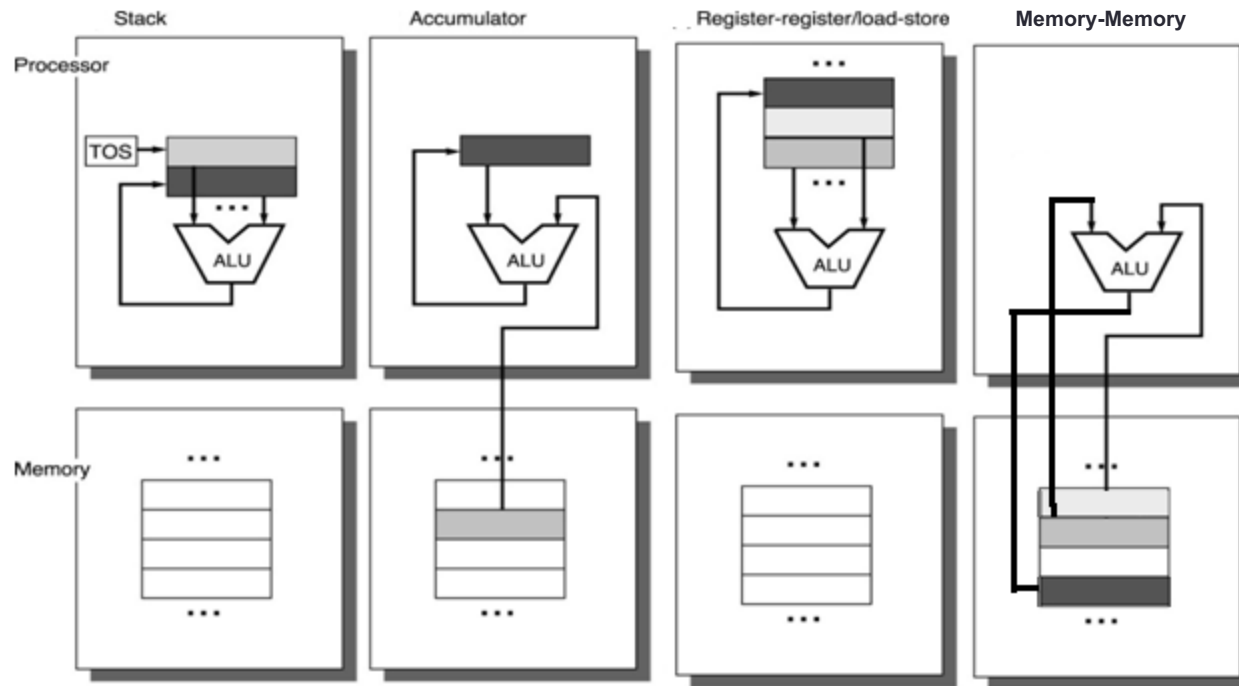 Stack
Accumulator
Register-register/load-store
Memory-Memory
Processor
TOS
...
...
...
ALU
ALU
ALU
ALU
Memory
...
...
...
...
...
...
...
...